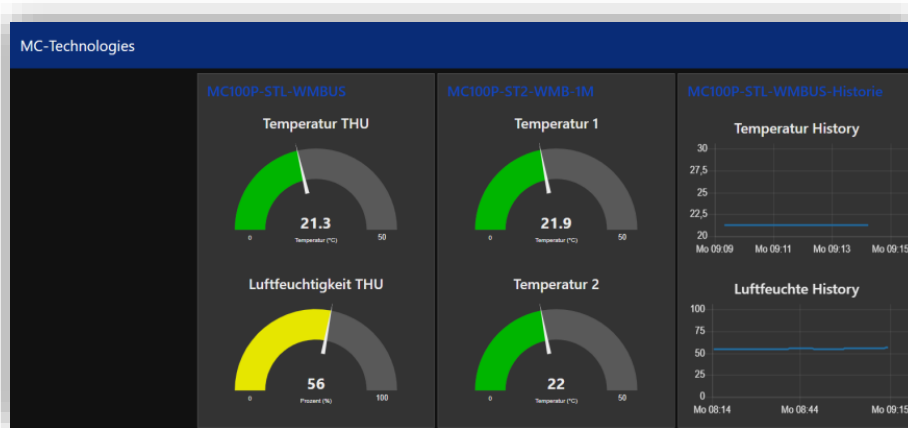 MC-Technologies
MC100P-STL-WMBUS
Temperatur THU
21.3
Temperatur (°C)
0
50
Luftfeuchtigkeit THU
56
Prozent (%)
0
100
MC100P-ST2-WMB-1M
Temperatur 1
21.9
Temperatur (°C)
0
50
Temperatur 2
22
Temperatur (°C)
0
50
MC100P-STL-WMBUS-Historie
Temperatur History
30
27,5
25
22,5
20
Mo 09:09 Mo 09:11 Mo 09:13 Mo 09:15
Luftfeuchte History
100
75
50
25
0
Mo 08:14 Mo 08:44 Mo 09:15